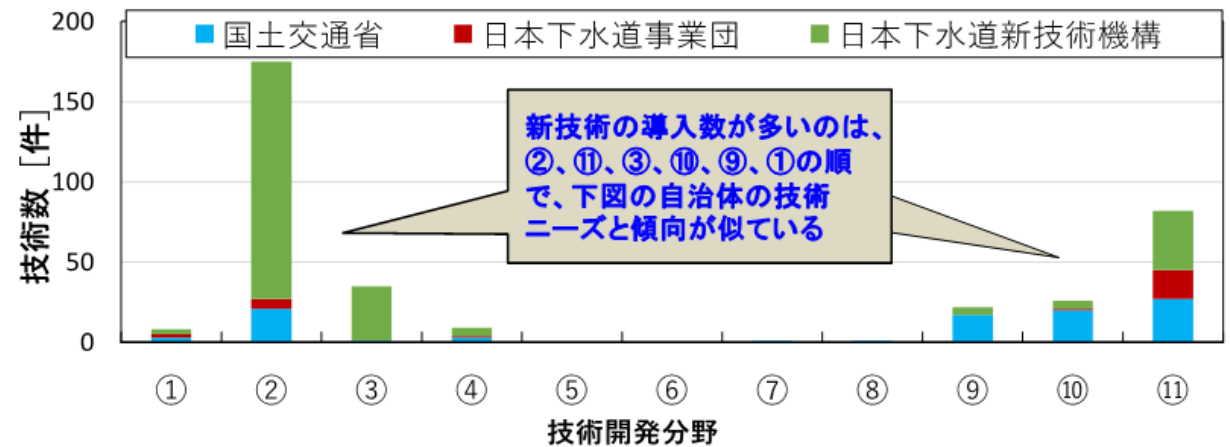 国土交通省 日本下水道事業団 日本下水道新技術機構
技術数 [件]
200
150
100
50
0
新技術の導入数が多いのは、
②、⑪、③、⑩、⑨、①の順
で、下図の自治体の技術
ニーズと傾向が似ている
① ② ③ ④ ⑤ ⑥ ⑦ ⑧ ⑨ ⑩ ⑪
技術開発分野